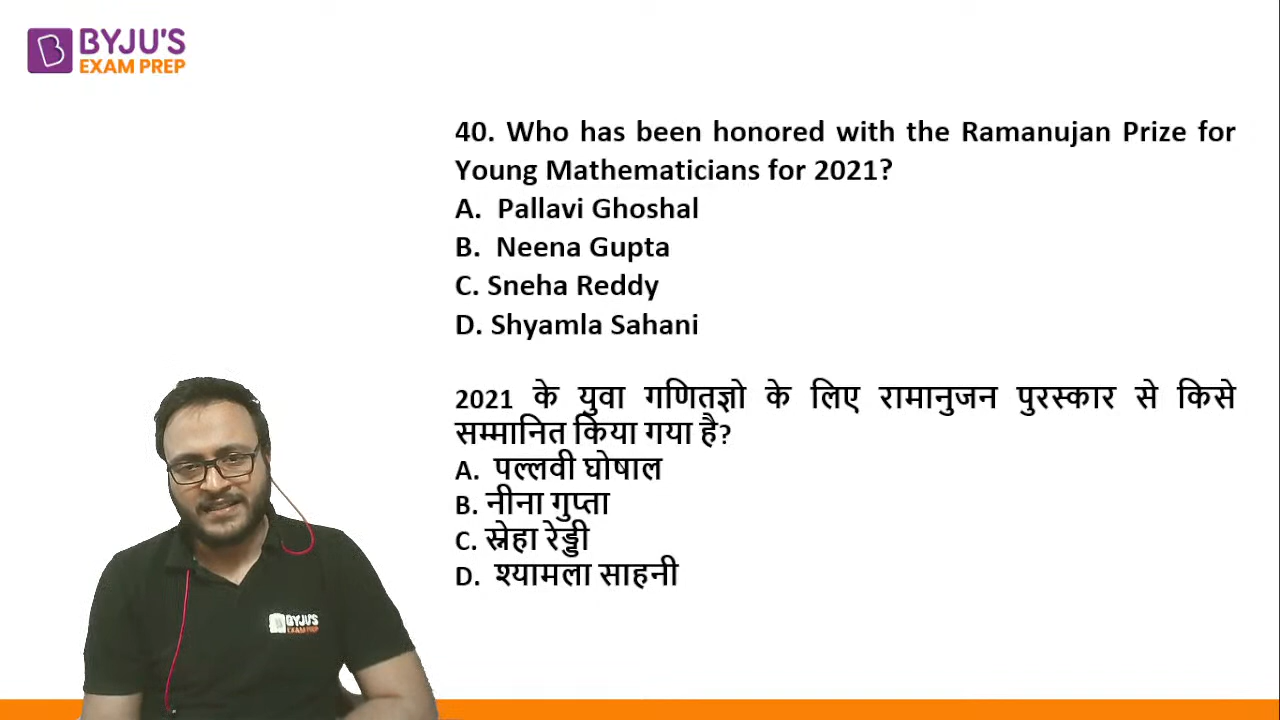 BYJU'S
EXAM PREP
40. Who has been honored with the Ramanujan Prize for
Young Mathematicians for 2021?
A. Pallavi Ghoshal
B. Neena Gupta
C. Sneha Reddy
D. Shyamla Sahani
2021 के युवा गणितज्ञो के लिए रामानुजन पुरस्कार से किसे
सम्मानित किया गया है?
A. पल्लवी घोषाल
B. नीना गुप्ता
C. स्नेहा रेड्डी
D. श्यामला साहनी
BYJU'S
EXAM PREP